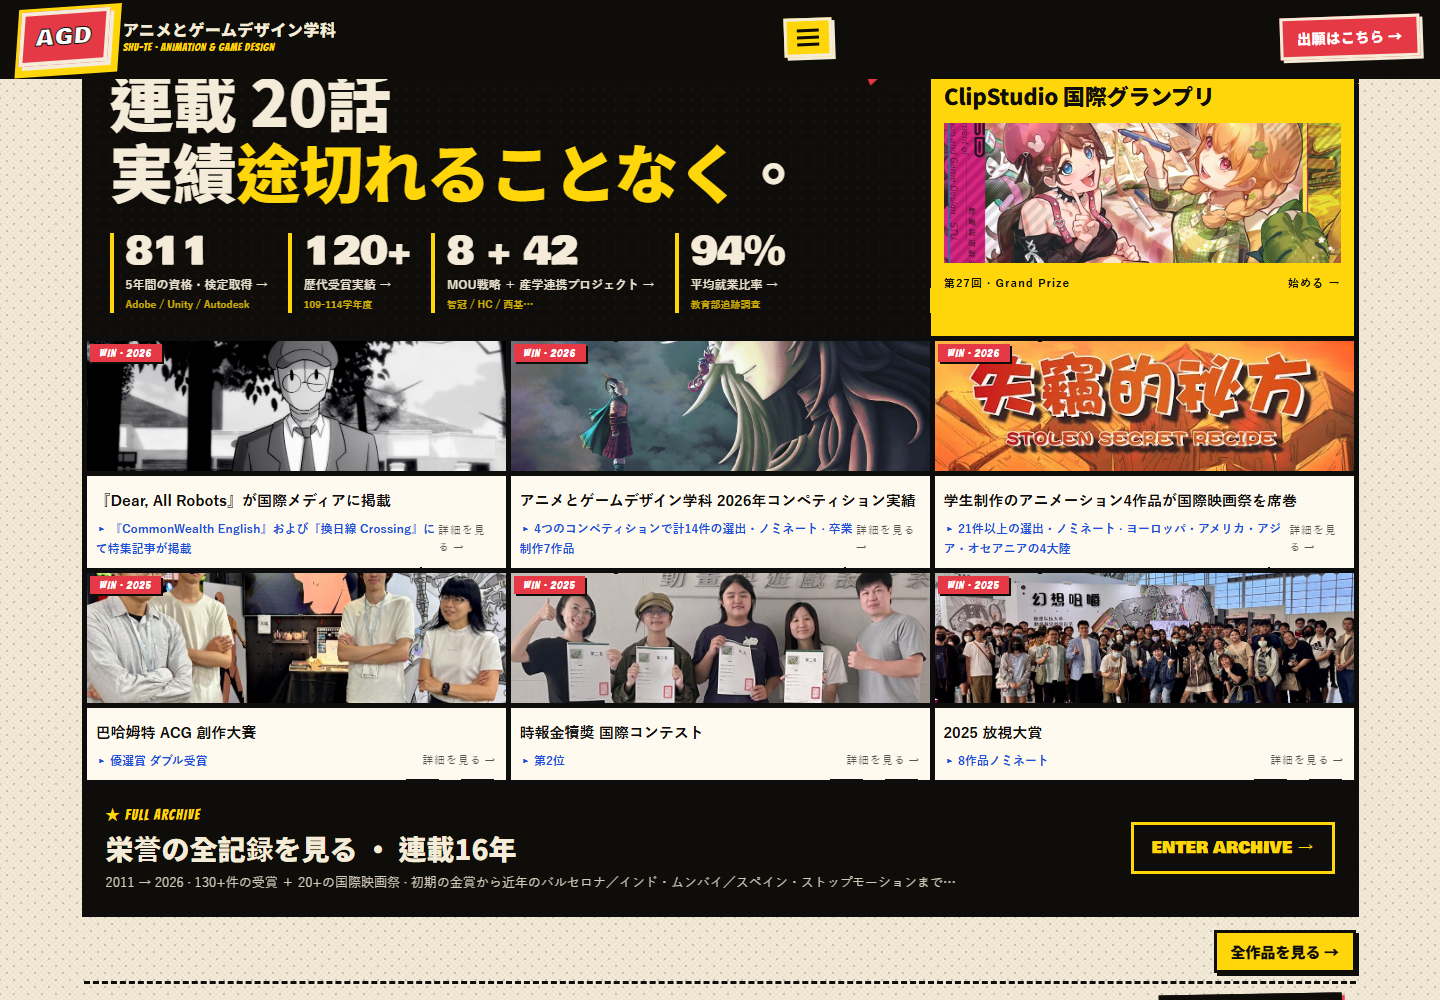 AGD
アニメとゲームデザイン学科
SHU-TE · ANIMATION & GAME DESIGN
出願はこちら →
連載 20話
実績途切れることなく。
811
5年間の資格・検定取得 →
Adobe / Unity / Autodesk
120+
歴代受賞実績 →
109-114学年度
8 + 42
MOU戦略 + 産学連携プロジェクト →
智冠 / HC / 西基…
94%
平均就業比率 →
教育部追跡調査
ClipStudio 国際グランプリ
第27回 · Grand Prize
始める →
WIN · 2026
『Dear, All Robots』が国際メディアに掲載
▸ 『CommonWealth English』および『換日線 Crossing』に
て特集記事が掲載
詳細を見
る →
WIN · 2026
アニメとゲームデザイン学科 2026年コンペティション実績
▸ 4つのコンペティションで計14件の選出・ノミネート · 卒業
制作7作品
詳細を見る
→
WIN · 2026
失竊的祕方
STOLEN SECRET RECIPE
学生制作のアニメーション4作品が国際映画祭を席巻
▸ 21件以上の選出・ノミネート · ヨーロッパ・アメリカ・アジ
ア・オセアニアの4大陸
詳細を見
る →
WIN · 2025
巴哈姆特 ACG 創作大賽
▸ 優選賞 ダブル受賞
詳細を見る →
WIN · 2025
動畫與遊戲設計系
時報金犢獎 国際コンテスト
▸ 第2位
詳細を見る →
WIN · 2025
幻想咀嚼
2025 放視大賞
▸ 8作品ノミネート
詳細を見る →
★ FULL ARCHIVE
栄誉の全記録を見る ・ 連載16年
2011 → 2026 · 130+件の受賞 + 20+の国際映画祭 · 初期の金賞から近年のバルセロナ／インド・ムンバイ／スペイン・ストップモーションまで…
ENTER ARCHIVE →
全作品を見る →